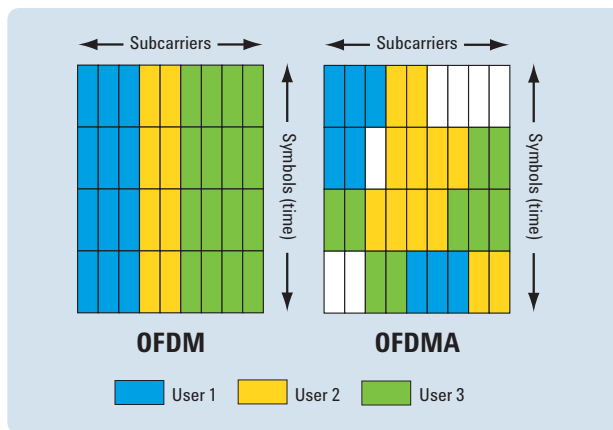 Subcarriers
Subcarriers
Symbols (time)
Symbols (time)
OFDM
OFDMA
User 1
User 2
User 3